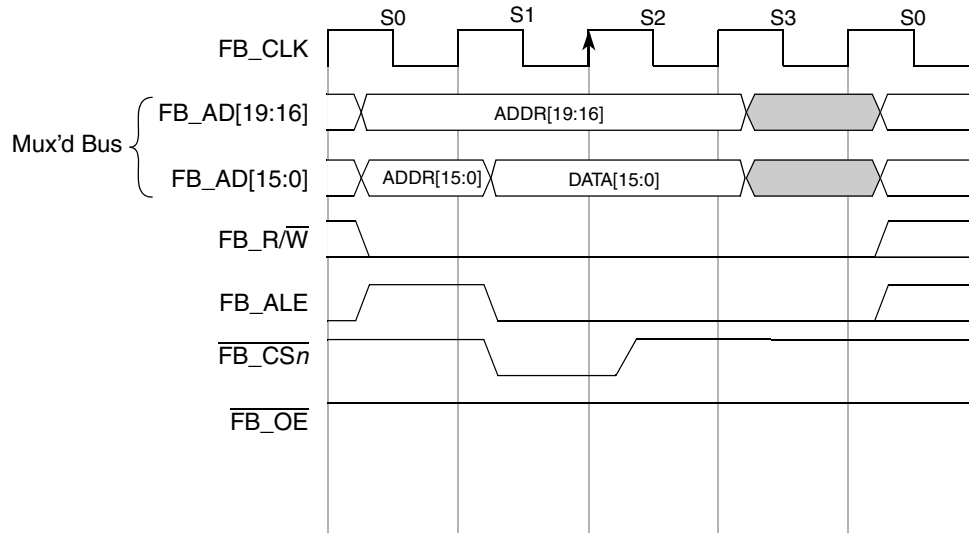 S0 S1 S2 S3 S0
FB_CLK
FB_AD[19:16] ADDR[19:16]
Mux'd Bus
FB_AD[15:0] ADDR[15:0] DATA[15:0]
FB_R/W
FB_ALE
FB_CSn
FB_OE